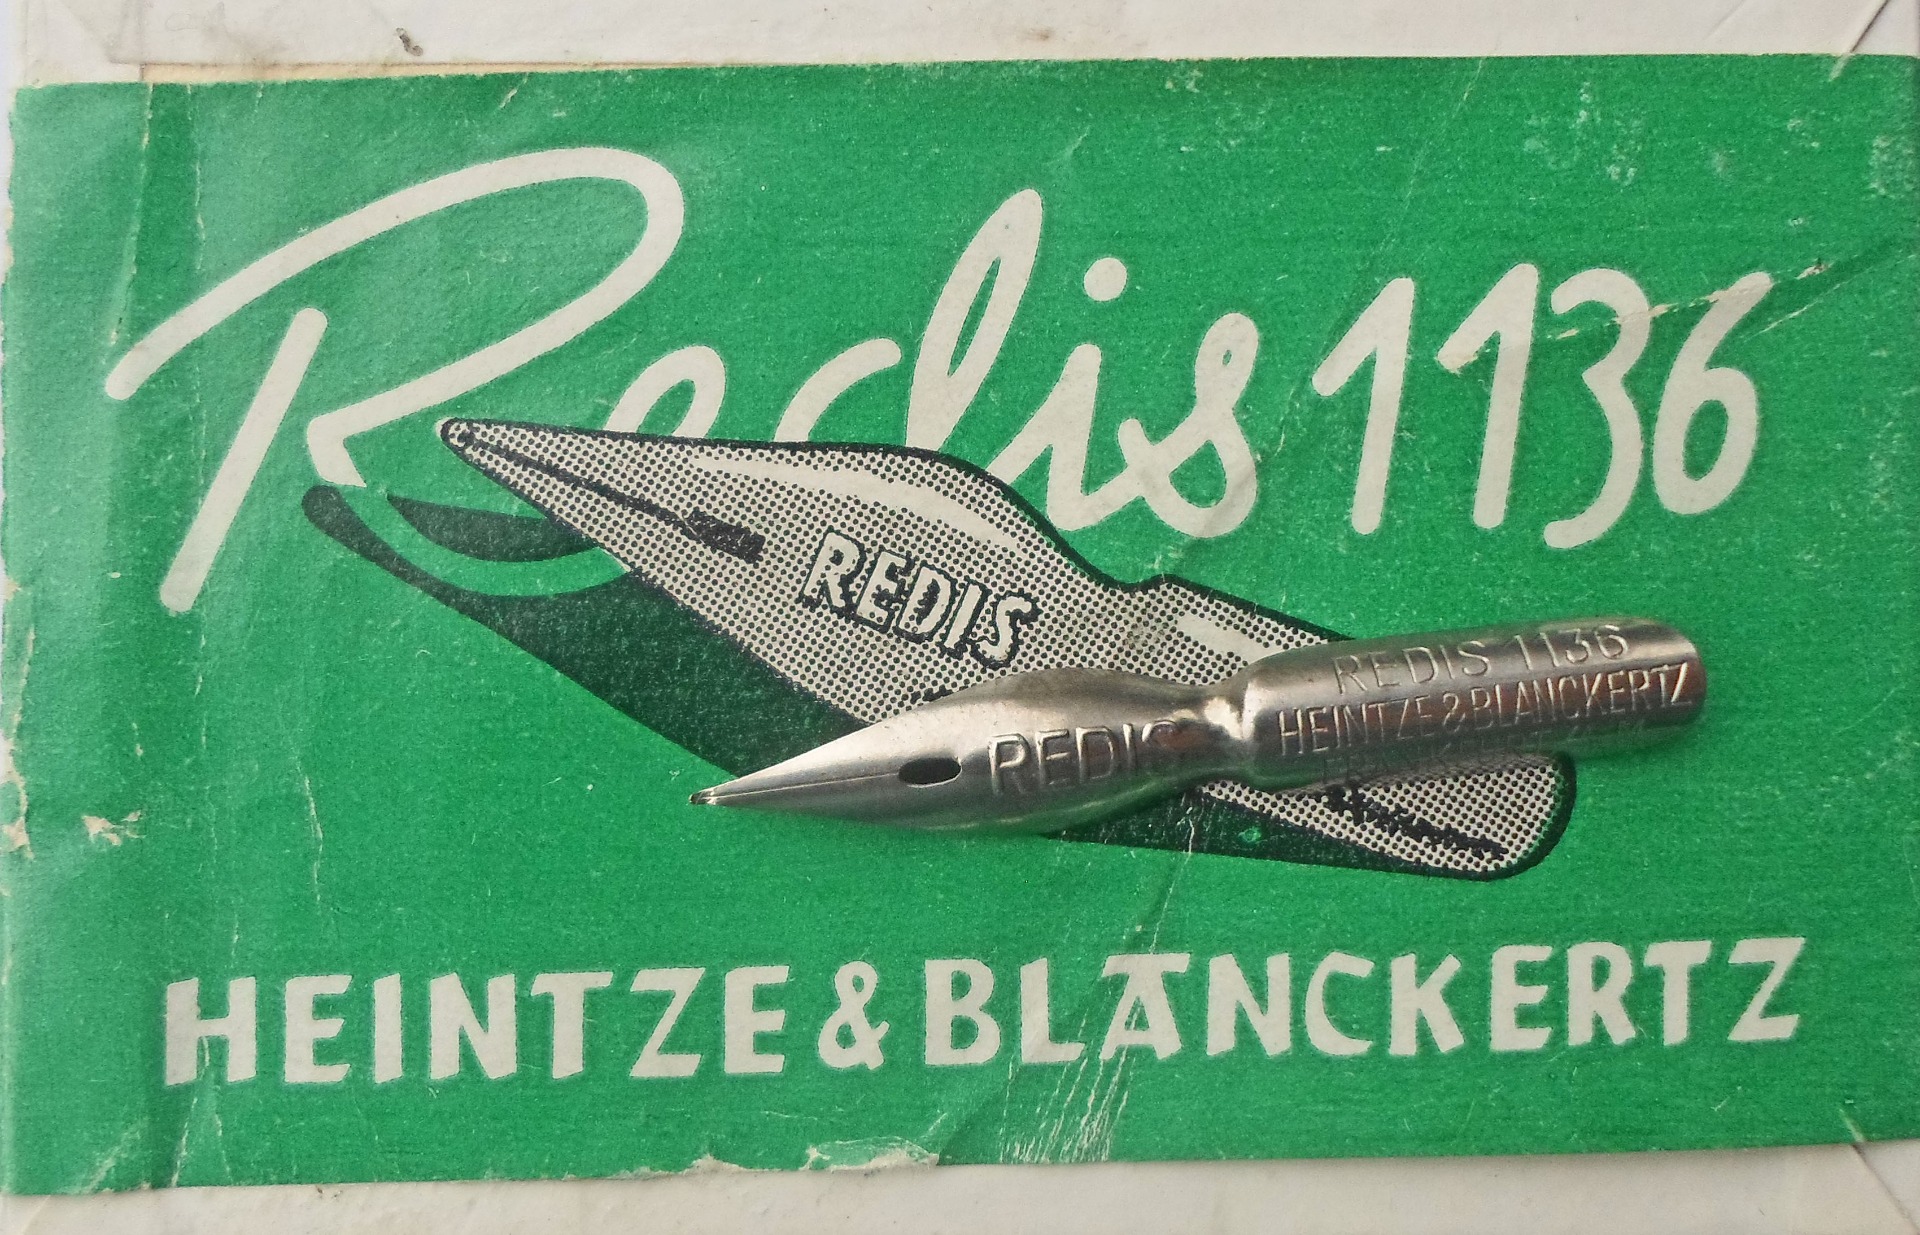 Redis 1136
REDIS
REDIS 1136
HEINTZE & BLANCKERTZ
REDIS
HEINTZE & BLANCKERTZ